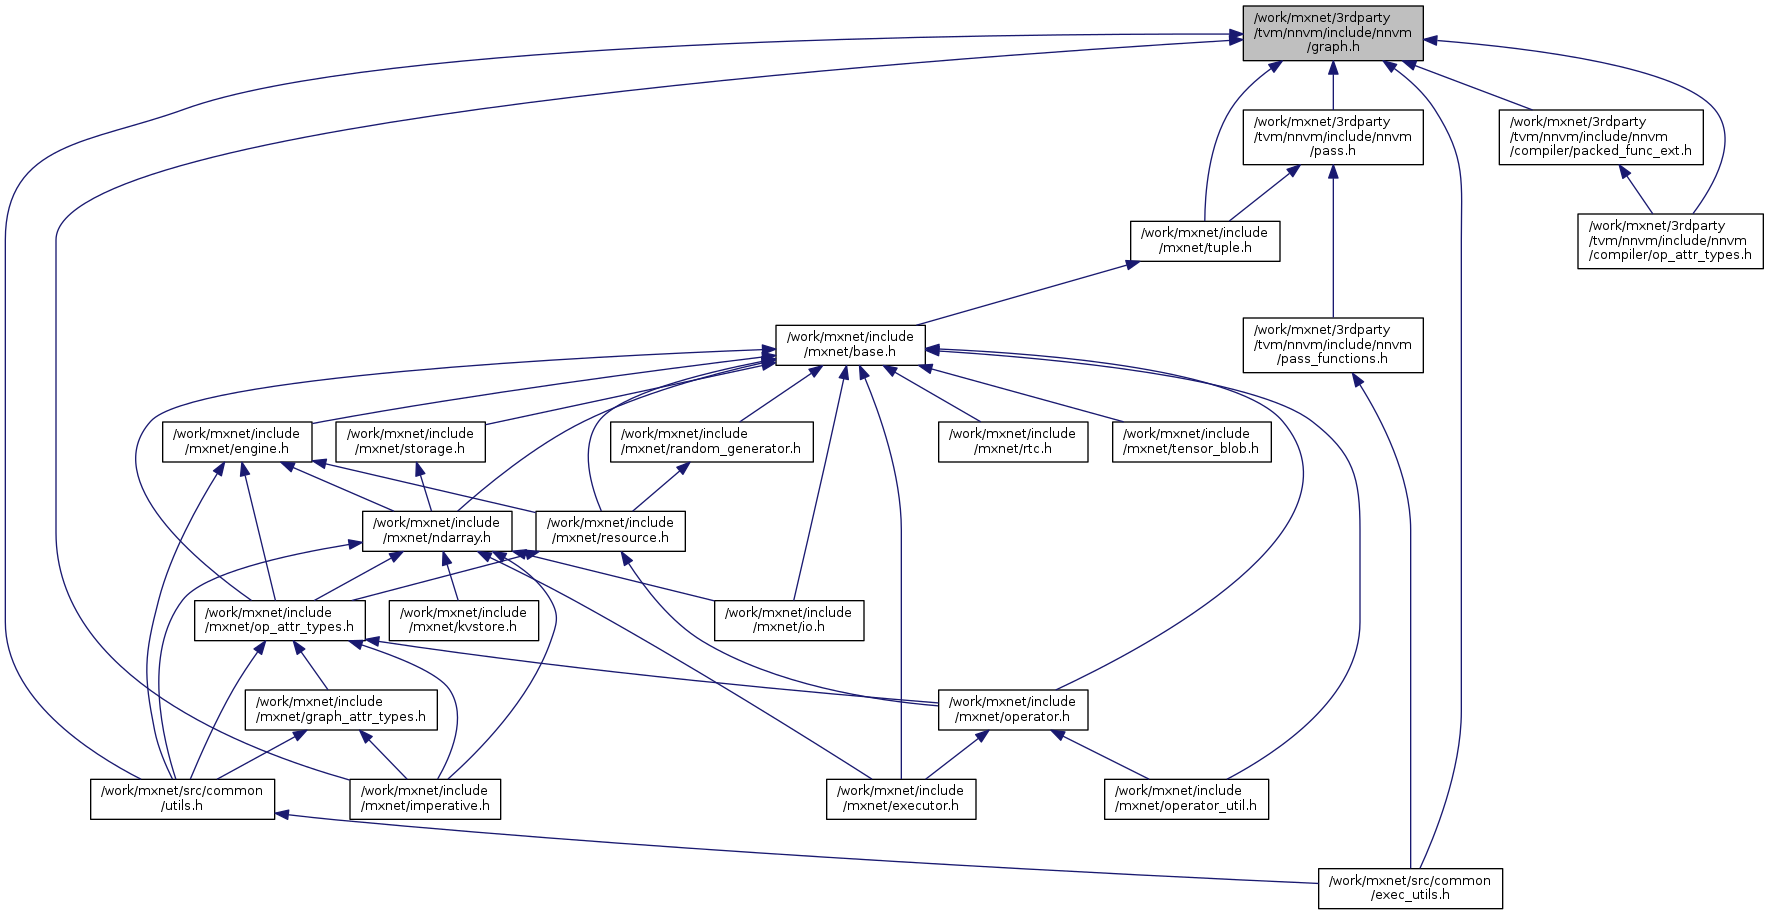 /work/mxnet/3rdparty
/tvm/nnvm/include/nnvm
/graph.h
/work/mxnet/3rdparty
/tvm/nnvm/include/nnvm
/pass.h
/work/mxnet/3rdparty
/tvm/nnvm/include/nnvm
/compiler/packed_func_ext.h
/work/mxnet/include
/mxnet/tuple.h
/work/mxnet/3rdparty
/tvm/nnvm/include/nnvm
/compiler/op_attr_types.h
/work/mxnet/include
/mxnet/base.h
/work/mxnet/3rdparty
/tvm/nnvm/include/nnvm
/pass_functions.h
/work/mxnet/include
/mxnet/engine.h
/work/mxnet/include
/mxnet/storage.h
/work/mxnet/include
/mxnet/random_generator.h
/work/mxnet/include
/mxnet/rtc.h
/work/mxnet/include
/mxnet/tensor_blob.h
/work/mxnet/include
/mxnet/ndarray.h
/work/mxnet/include
/mxnet/resource.h
/work/mxnet/include
/mxnet/op_attr_types.h
/work/mxnet/include
/mxnet/kvstore.h
/work/mxnet/include
/mxnet/io.h
/work/mxnet/include
/mxnet/graph_attr_types.h
/work/mxnet/include
/mxnet/operator.h
/work/mxnet/src/common
/utils.h
/work/mxnet/include
/mxnet/imperative.h
/work/mxnet/include
/mxnet/executor.h
/work/mxnet/include
/mxnet/operator_util.h
/work/mxnet/src/common
/exec_utils.h